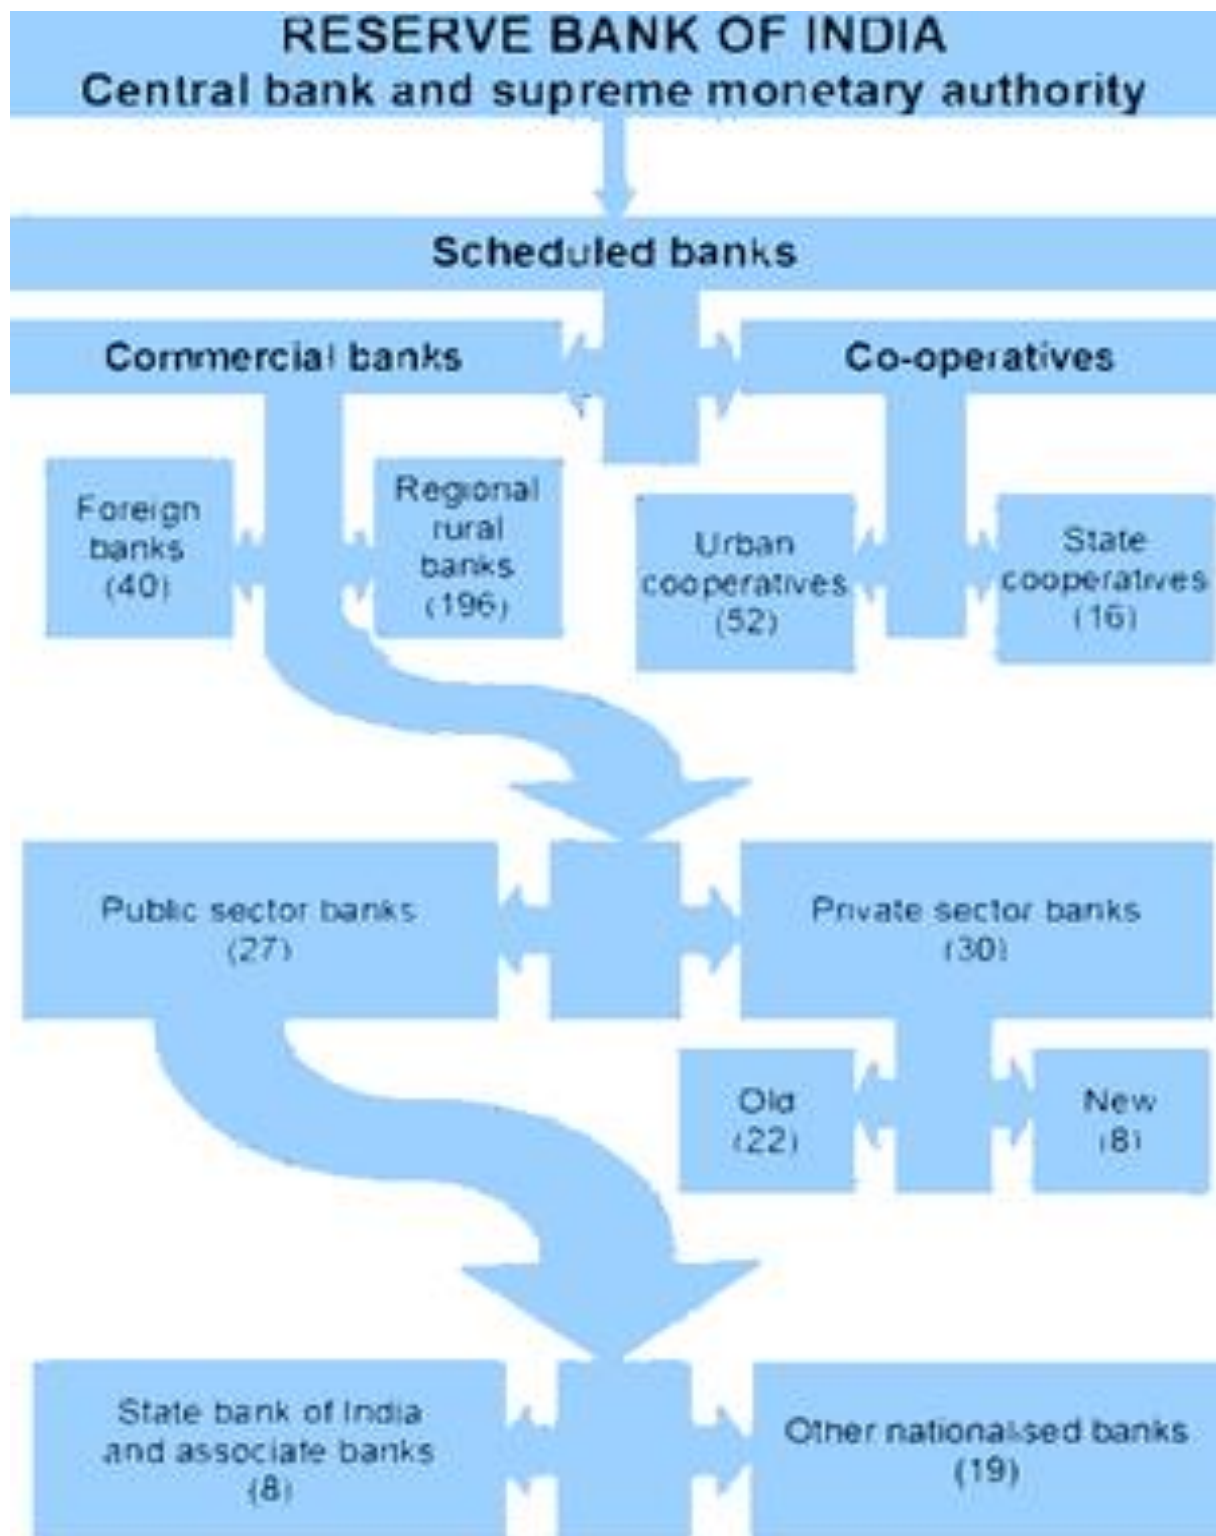 RESERVE BANK OF INDIA
Central bank and supreme monetary authority
Scheduled banks
Commercial banks
Co-operatives
Foreign
banks
(40)
Regional
rural
banks
(196)
Urban
cooperatives
(52)
State
cooperatives
(16)
Public sector banks
(27)
Private sector banks
(30)
Old
(22)
New
(8)
State bank of India
and associate banks
(8)
Other nationalised banks
(19)